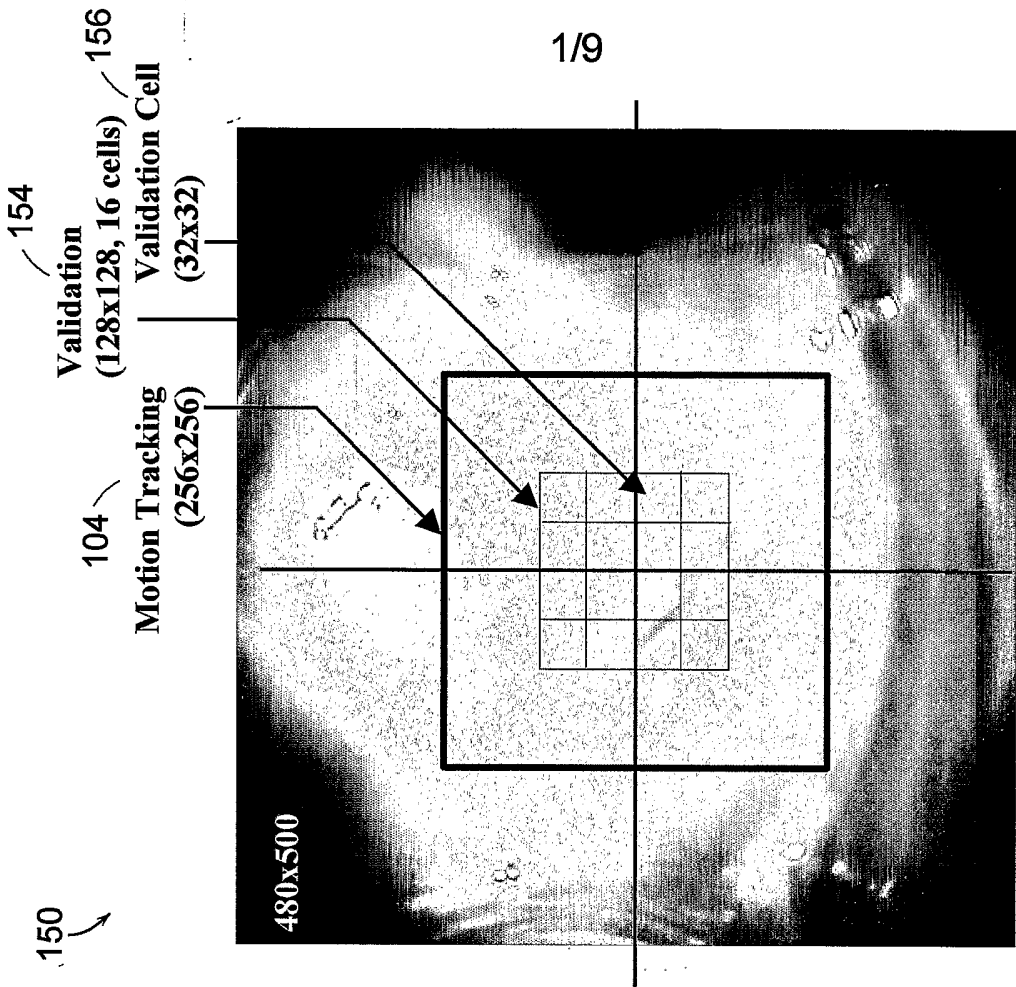 150
104
Motion Tracking
(256x256)
154
Validation
(128x128, 16 cells)
156
Validation Cell
(32x32)
480x500
1/9